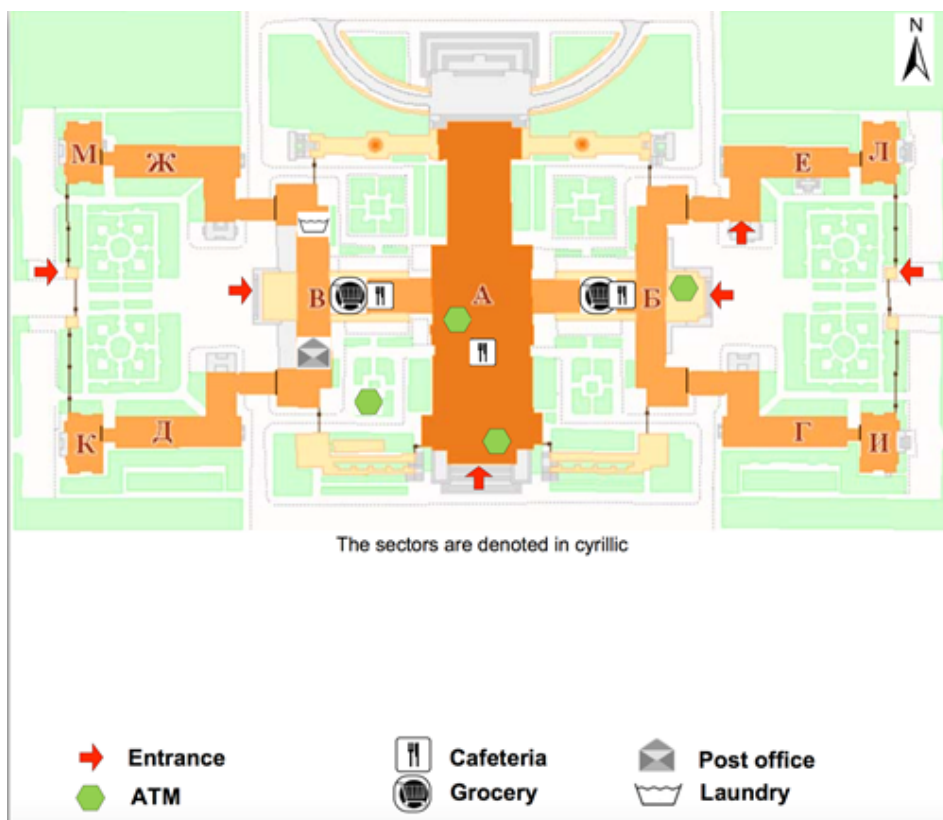 N
М
Ж
Е
Л
В
А
Б
К
Д
Г
И
The sectors are denoted in cyrillic
Entrance
Cafeteria
Post office
ATM
Grocery
Laundry